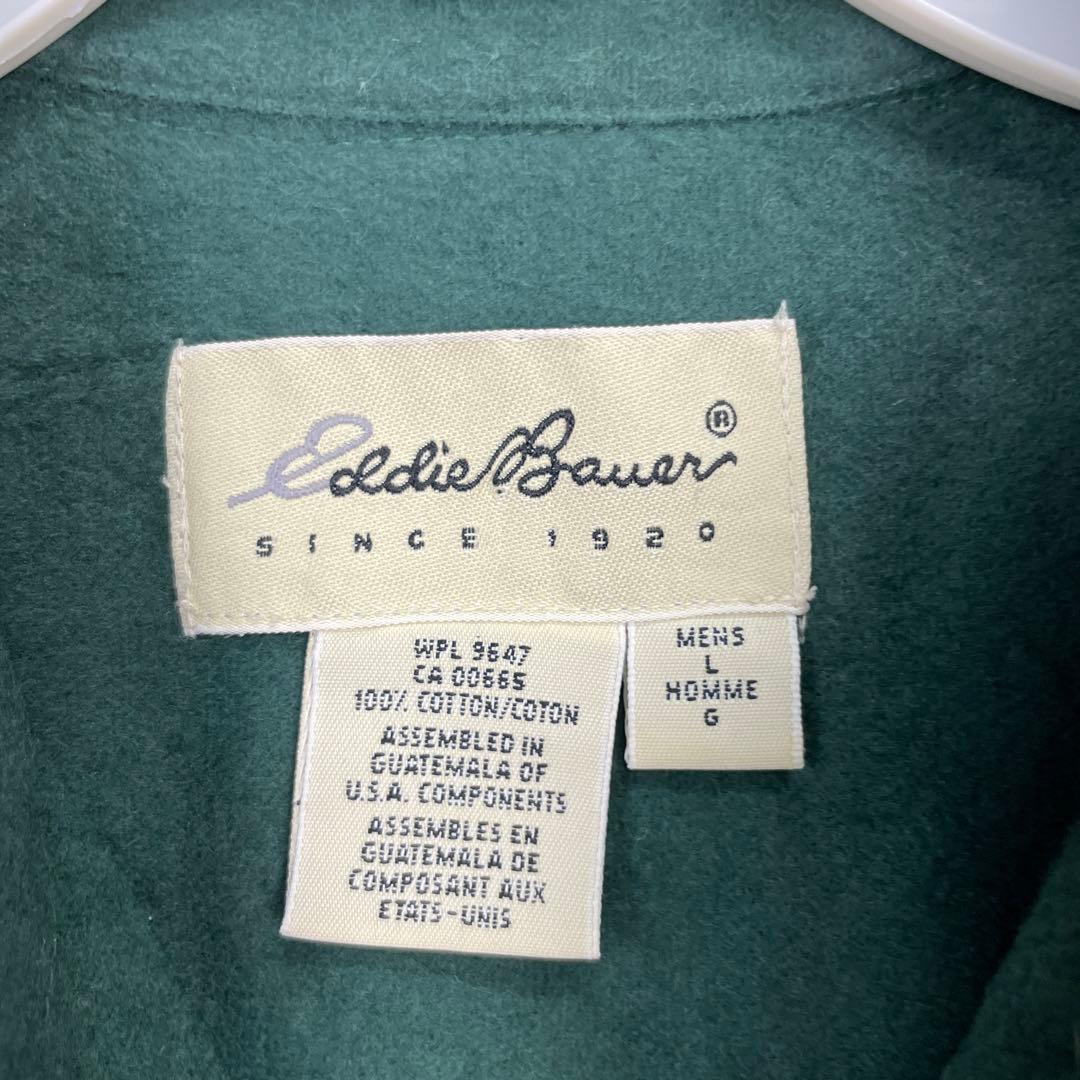 Eddie Bauer®
SINCE 1920
WPL 9647
CA 00665
100% COTTON/COTON
ASSEMBLED IN
GUATEMALA OF
U.S.A. COMPONENTS
ASSEMBLES EN
GUATEMALA DE
COMPOSANT AUX
ETATS-UNIS
MENS
L
HOMME
G